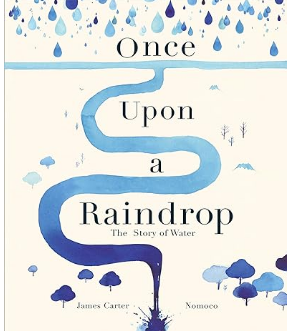 Once
Upon
a
Raindrop
The Story of Water
James Carter Nomoco